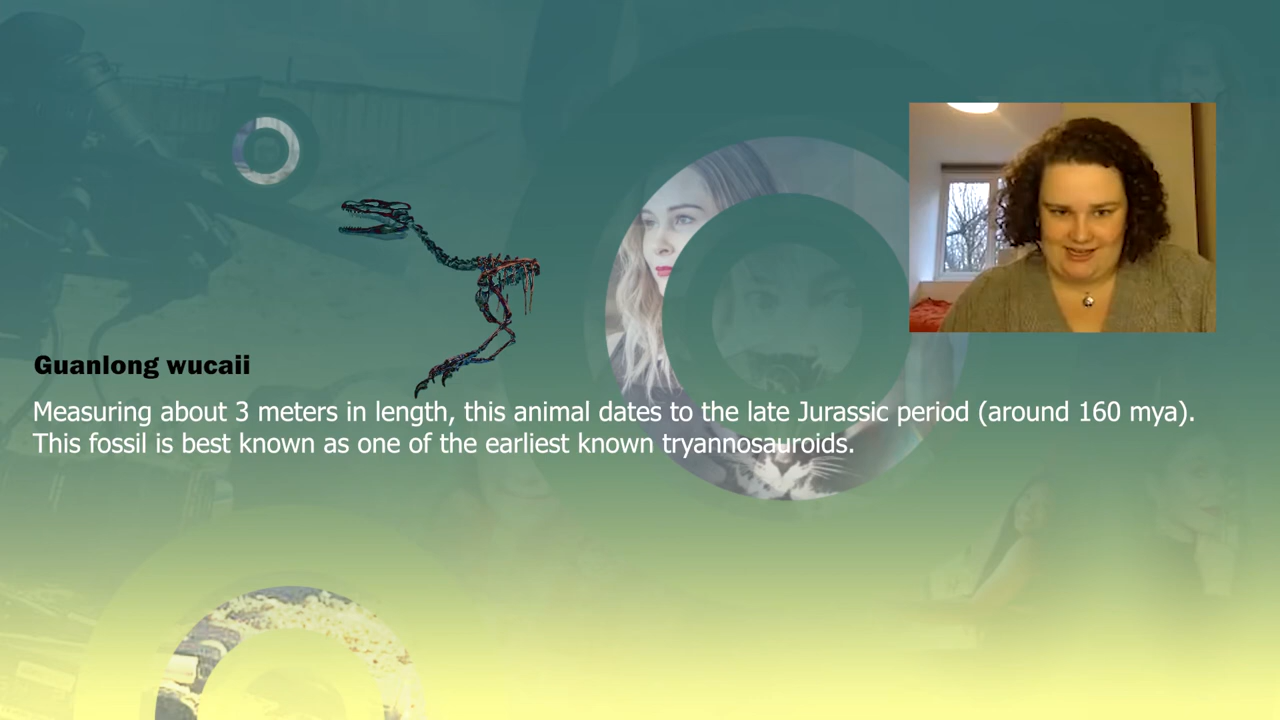 Guanlong wucaii
Measuring about 3 meters in length, this animal dates to the late Jurassic period (around 160 mya).
This fossil is best known as one of the earliest known tryannosauroids.